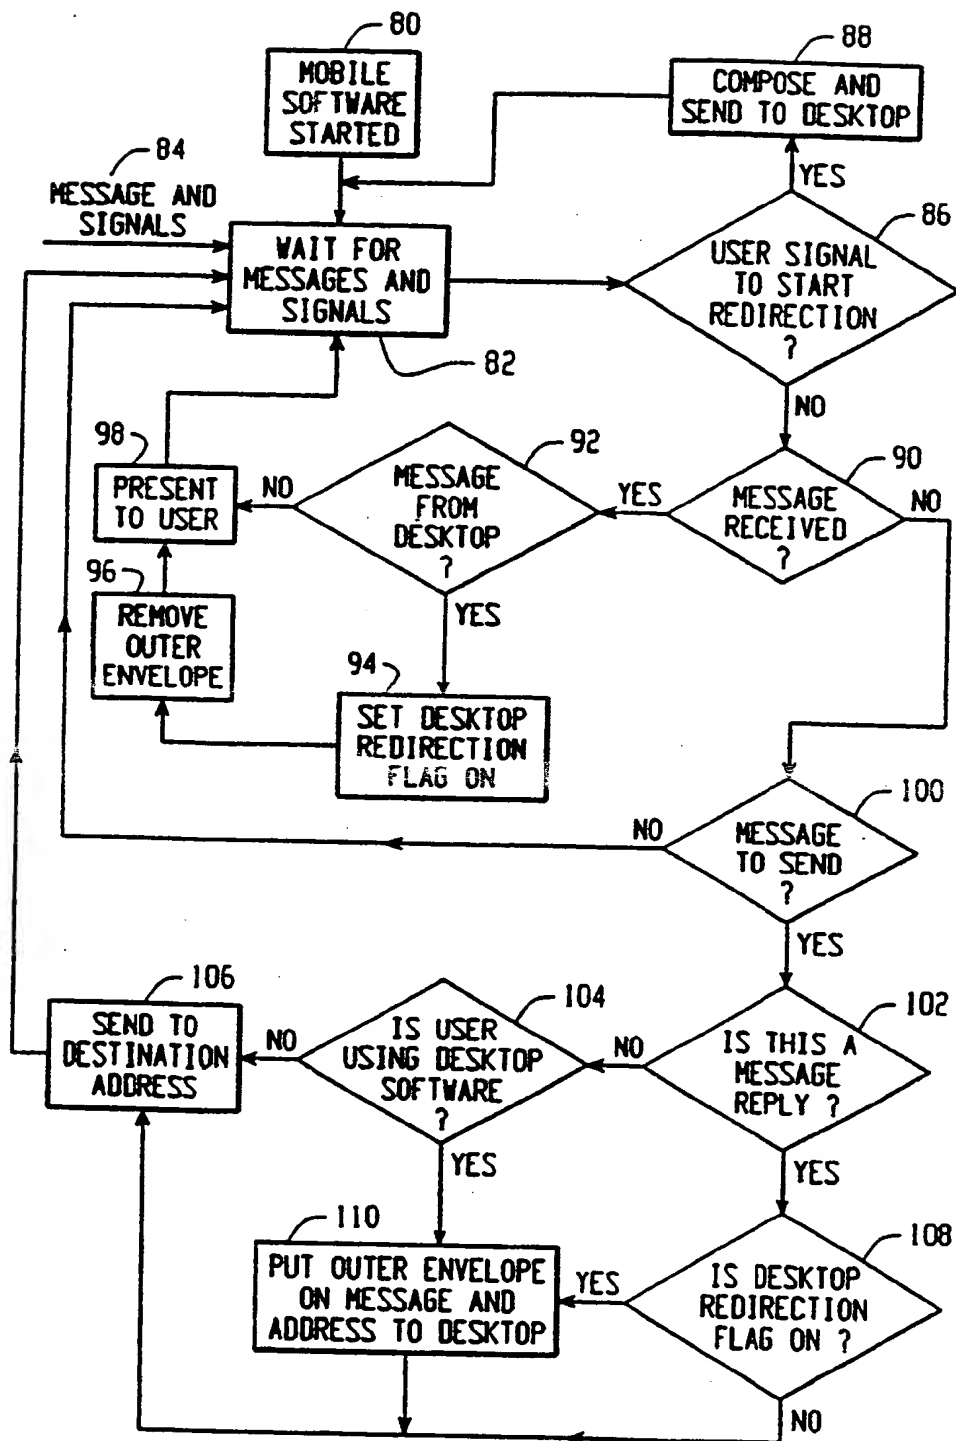 80
MOBILE
SOFTWARE
STARTED
88
COMPOSE AND
SEND TO DESKTOP
84
MESSAGE AND
SIGNALS
YES
86
WAIT FOR
MESSAGES AND
SIGNALS
82
USER SIGNAL
TO START
REDIRECTION
?
NO
98
PRESENT
TO USER
NO
92
MESSAGE
FROM
DESKTOP
?
YES
90
MESSAGE
RECEIVED
?
NO
96
REMOVE
OUTER
ENVELOPE
YES
94
SET DESKTOP
REDIRECTION
FLAG ON
100
NO
MESSAGE
TO SEND
?
YES
106
SEND TO
DESTINATION
ADDRESS
NO
104
IS USER
USING DESKTOP
SOFTWARE
?
NO
102
IS THIS A
MESSAGE
REPLY ?
YES
YES
110
PUT OUTER ENVELOPE
ON MESSAGE AND
ADDRESS TO DESKTOP
YES
108
IS DESKTOP
REDIRECTION
FLAG ON ?
NO